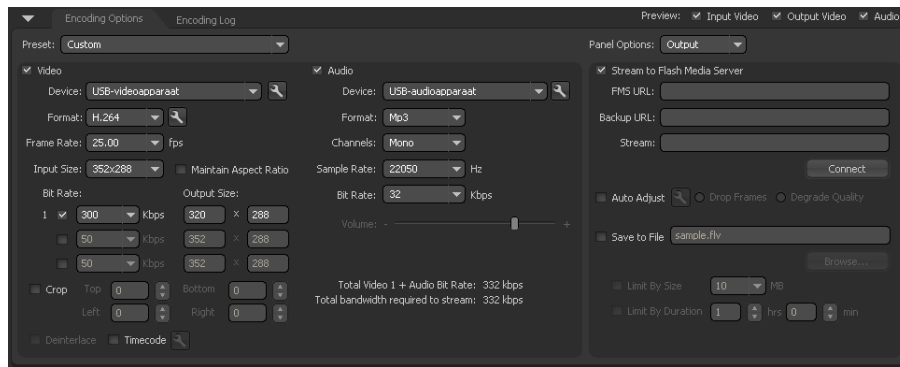 Encoding Options
Encoding Log
Preview: Input Video Output Video Audio
Preset: Custom
Panel Options: Output
Video
Device: USB-videoapparaat
Format: H.264
Frame Rate: 25.00 fps
Input Size: 352x288 Maintain Aspect Ratio
Bit Rate: Output Size:
1 300 Kbps 320 x 288
50 Kbps 352 x 288
50 Kbps 352 x 288
Crop Top 0 Bottom 0
Left 0 Right 0
Deinterlace Timecode
Audio
Device: USB-audioapparaat
Format: Mp3
Channels: Mono
Sample Rate: 22050 Hz
Bit Rate: 32 Kbps
Volume: - +
Total Video 1 + Audio Bit Rate: 332 kbps
Total bandwidth required to stream: 332 kbps
Stream to Flash Media Server
FMS URL:
Backup URL:
Stream:
Connect
Auto Adjust Drop Frames Degrade Quality
Save to File sample.flv
Browse...
Limit By Size 10 MB
Limit By Duration 1 hrs 0 min